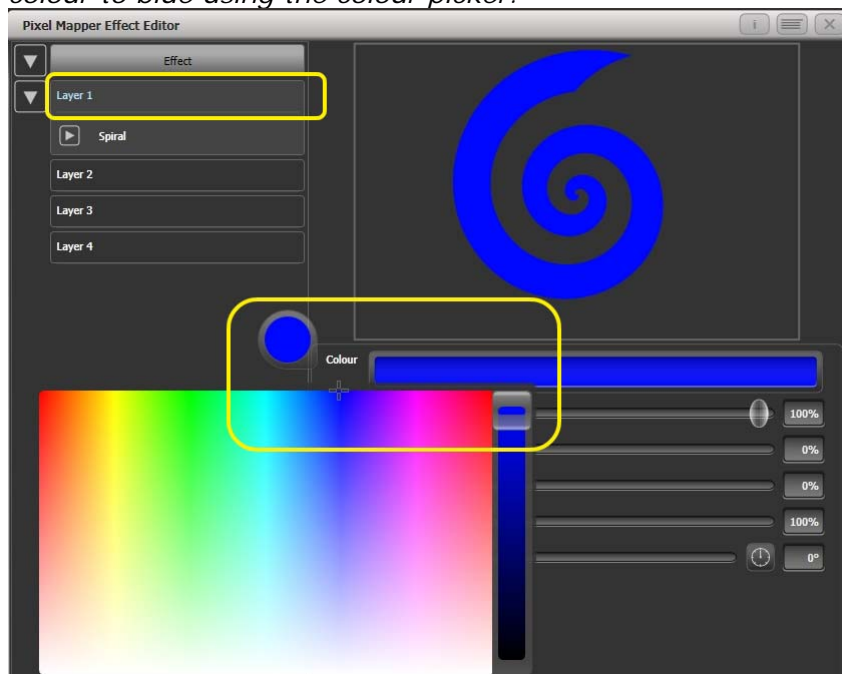 colour to blue using the colour picker.
Pixel Mapper Effect Editor
i
Effect
Layer 1
Spiral
Layer 2
Layer 3
Layer 4
Colour
100%
0%
0%
100%
0°